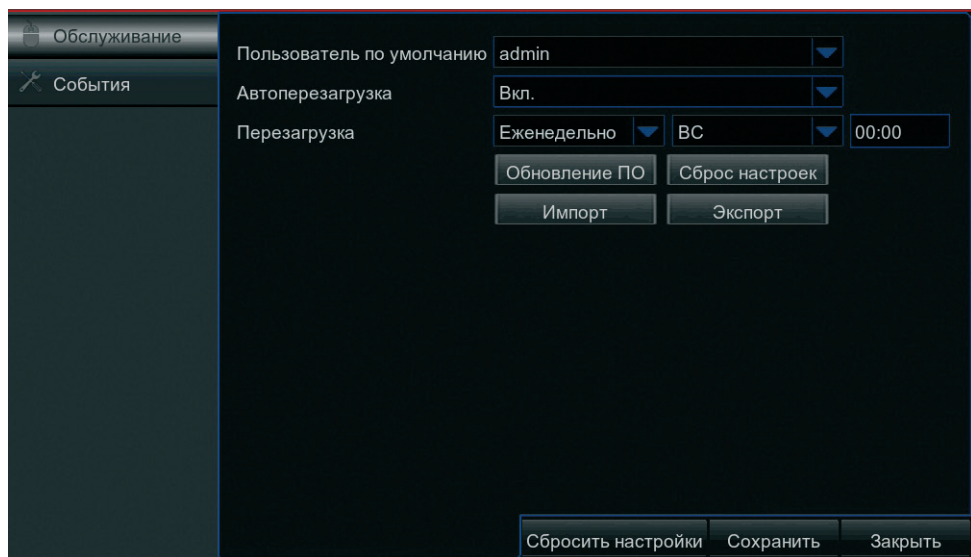 Обслуживание
События
Пользователь по умолчанию admin
Автоперезагрузка Вкл.
Перезагрузка Еженедельно ВС 00:00
Обновление ПО Сброс настроек
Импорт Экспорт
Сбросить настройки Сохранить Закрыть